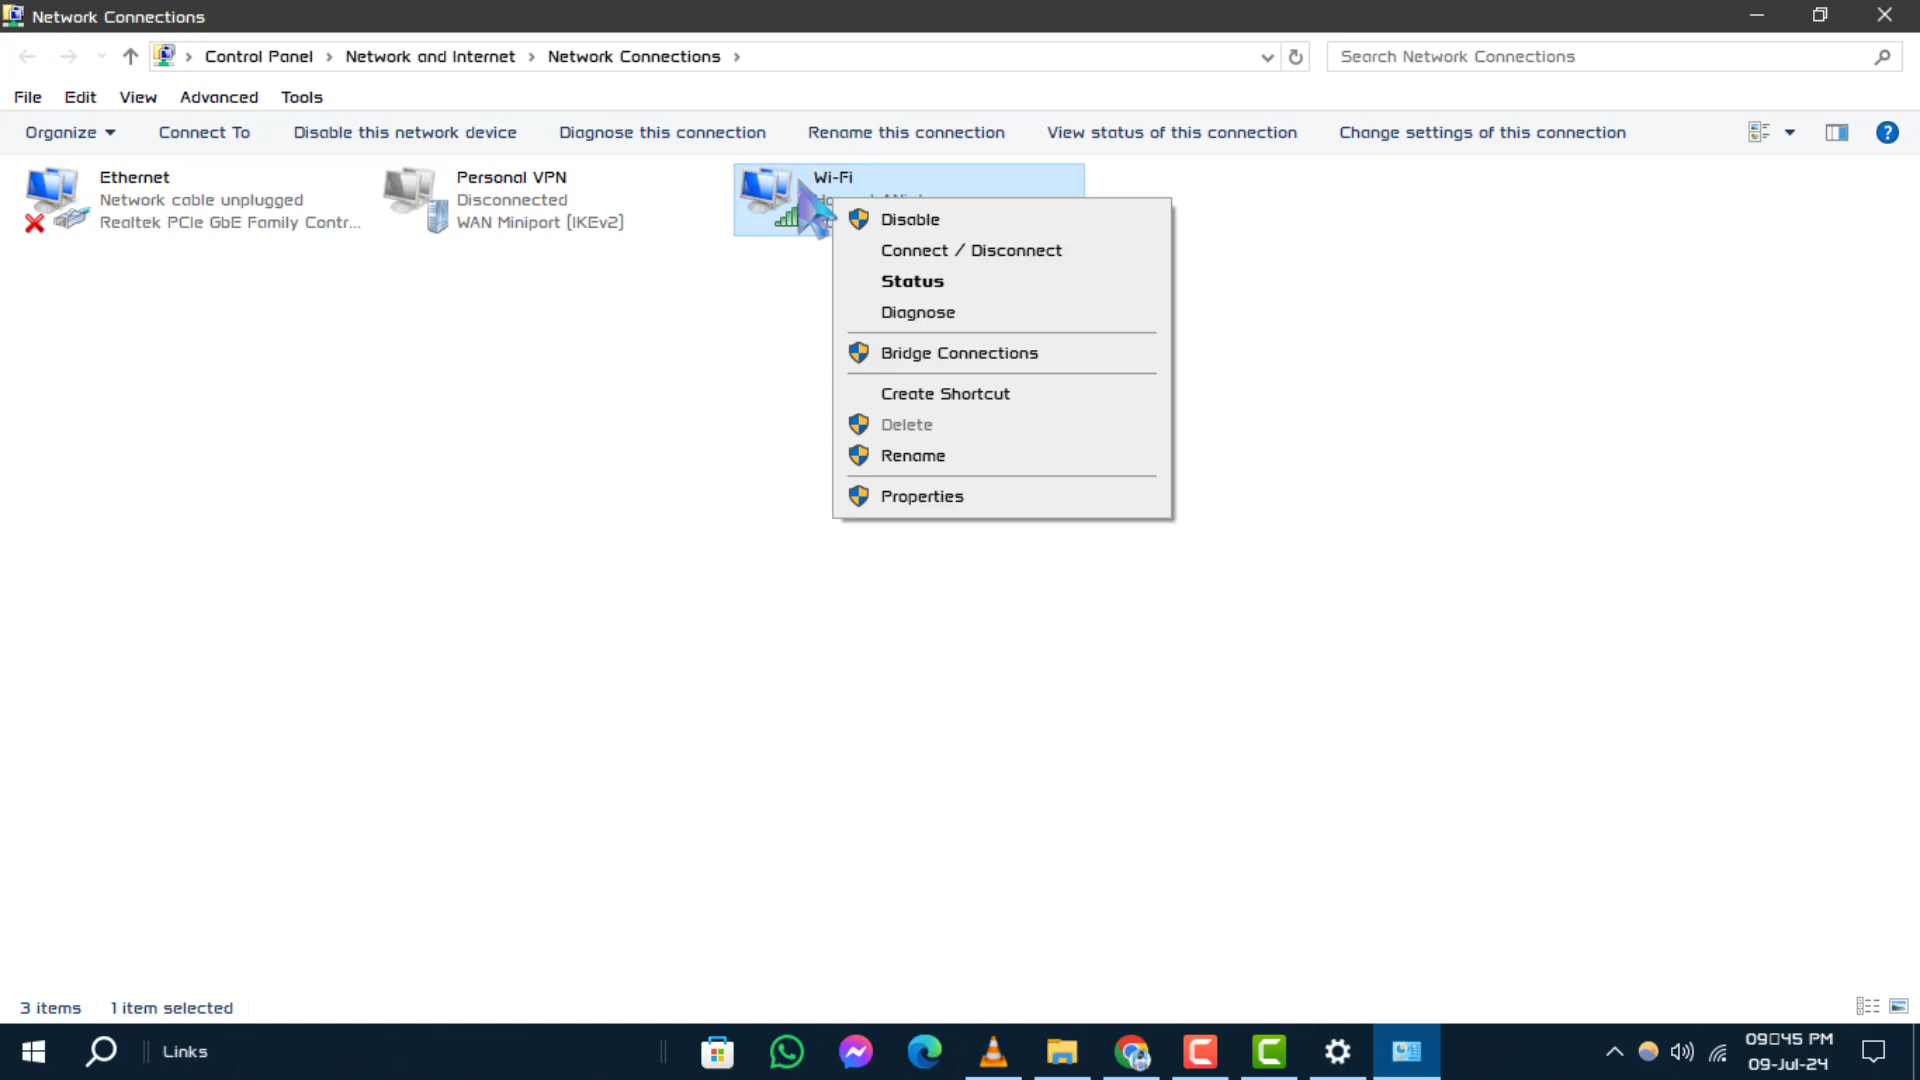 Network Connections
Control Panel > Network and Internet > Network Connections >
Search Network Connections
File Edit View Advanced Tools
Organize Connect To Disable this network device Diagnose this connection Rename this connection View status of this connection Change settings of this connection
Ethernet
Network cable unplugged
Realtek PCIe GbE Family Contr...
Personal VPN
Disconnected
WAN Miniport [IKEv2]
Wi-Fi
Disable
Connect / Disconnect
Status
Diagnose
Bridge Connections
Create Shortcut
Delete
Rename
Properties
3 items 1 item selected
Links
09□45 PM
09-Jul-24